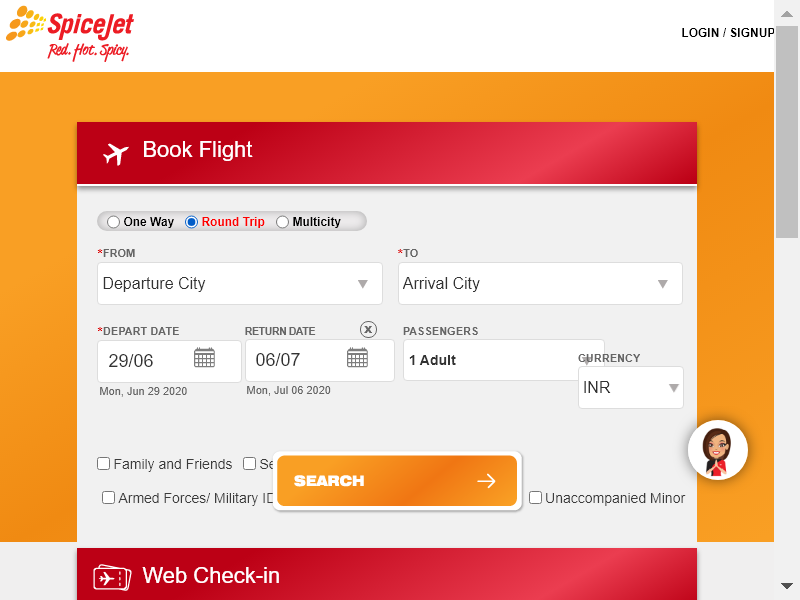 SpiceJet
Red. Hot. Spicy.
LOGIN / SIGNUP
Book Flight
One Way Round Trip Multicity
*FROM *TO
Departure City Arrival City
*DEPART DATE RETURN DATE PASSENGERS
29/06 06/07 1 Adult
CURRENCY
INR
Mon, Jun 29 2020 Mon, Jul 06 2020
Family and Friends Se
SEARCH
Armed Forces/ Military ID Unaccompanied Minor
Web Check-in